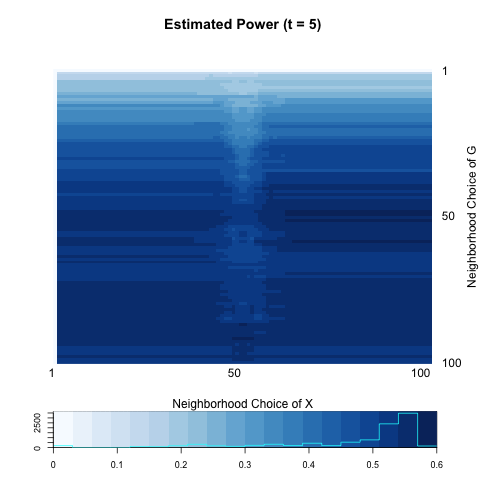 Estimated Power (t = 5)
1
50
100
Neighborhood Choice of G
1 50 100
Neighborhood Choice of X
2500
0
0 0.1 0.2 0.3 0.4 0.5 0.6